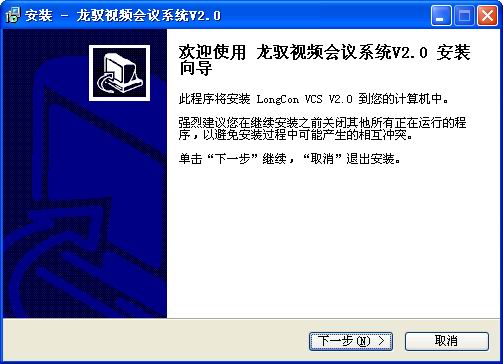 安装 - 龙驭视频会议系统V2.0
欢迎使用 龙驭视频会议系统V2.0 安装
向导
此程序将安装 LongCon VCS V2.0 到您的计算机中。
强烈建议您在继续安装之前关闭其他所有正在运行的程
序，以避免安装过程中可能产生的相互冲突。
单击“下一步”继续，“取消”退出安装。
下一步(N) >
取消